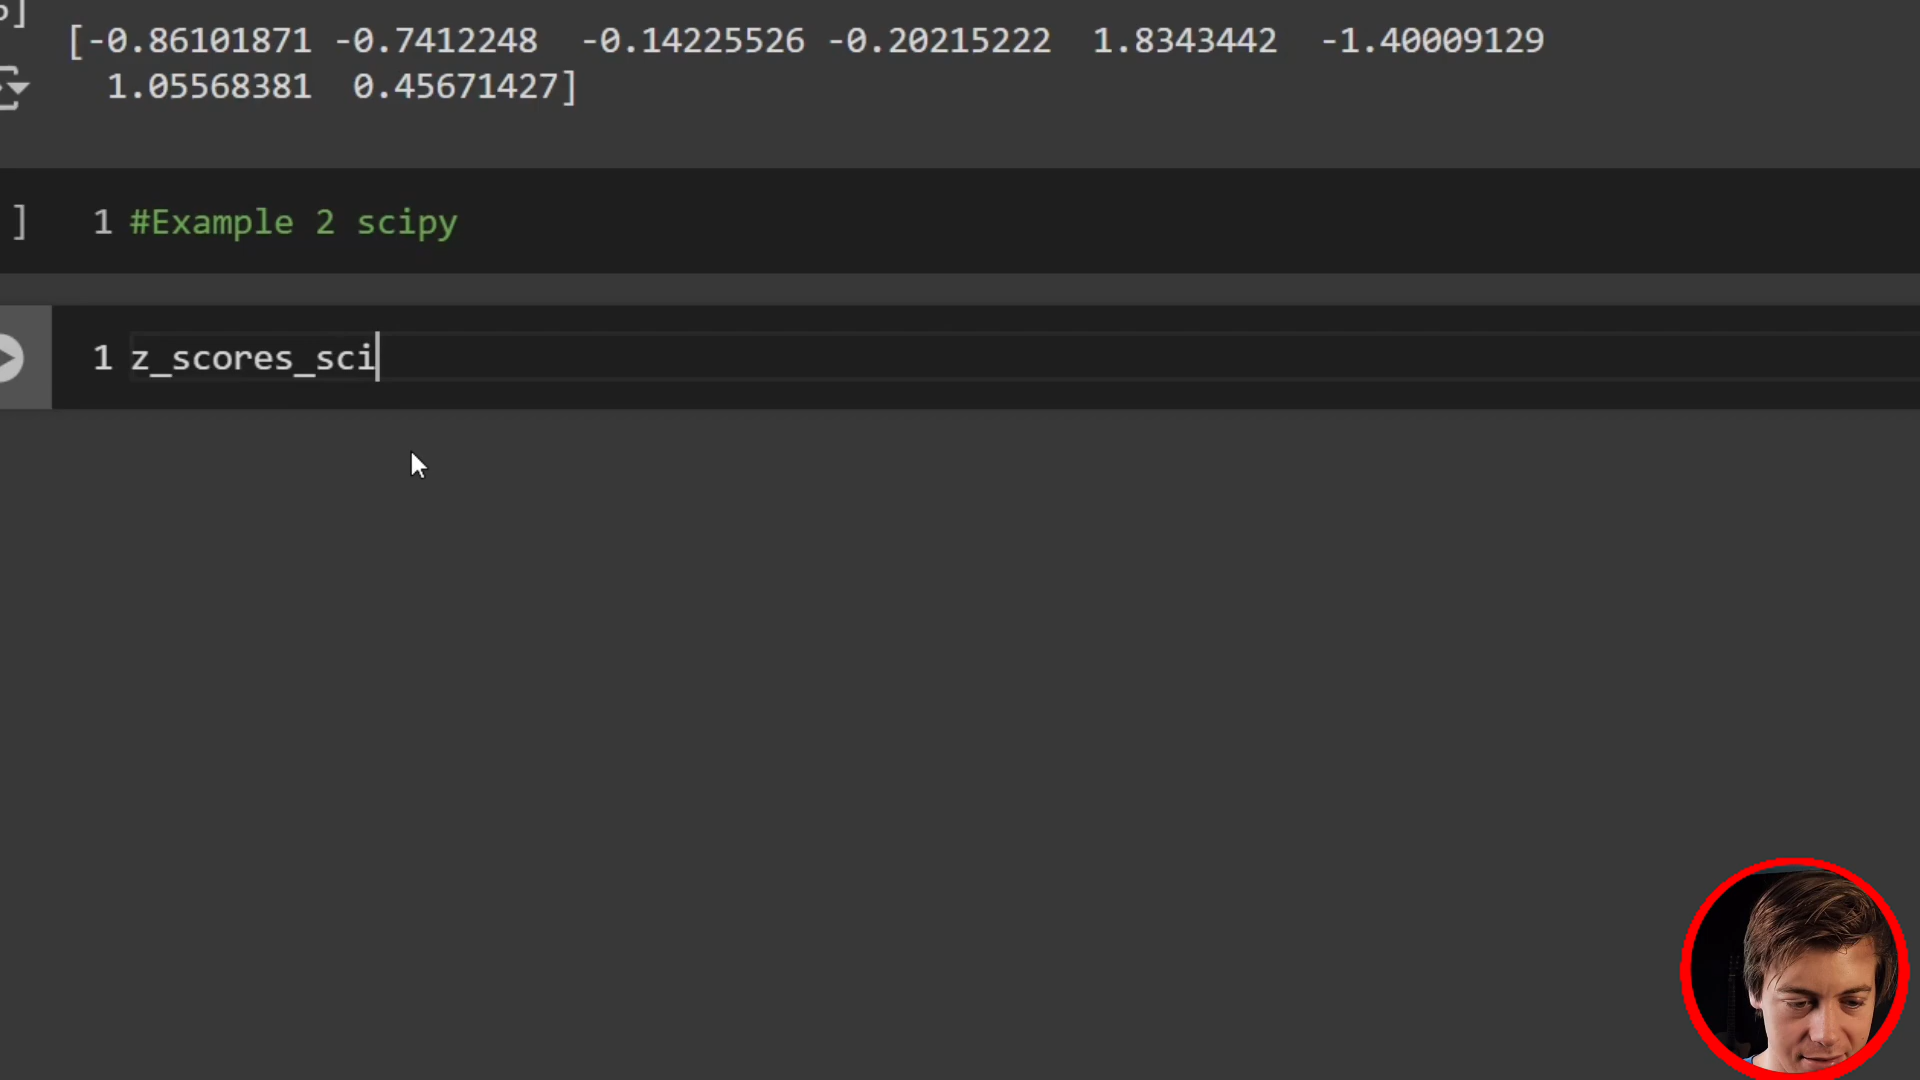 ]
[-0.86101871 -0.7412248 -0.14225526 -0.20215222 1.8343442 -1.40009129
1.05568381 0.45671427]
] 1 #Example 2 scipy
1 z_scores_sci